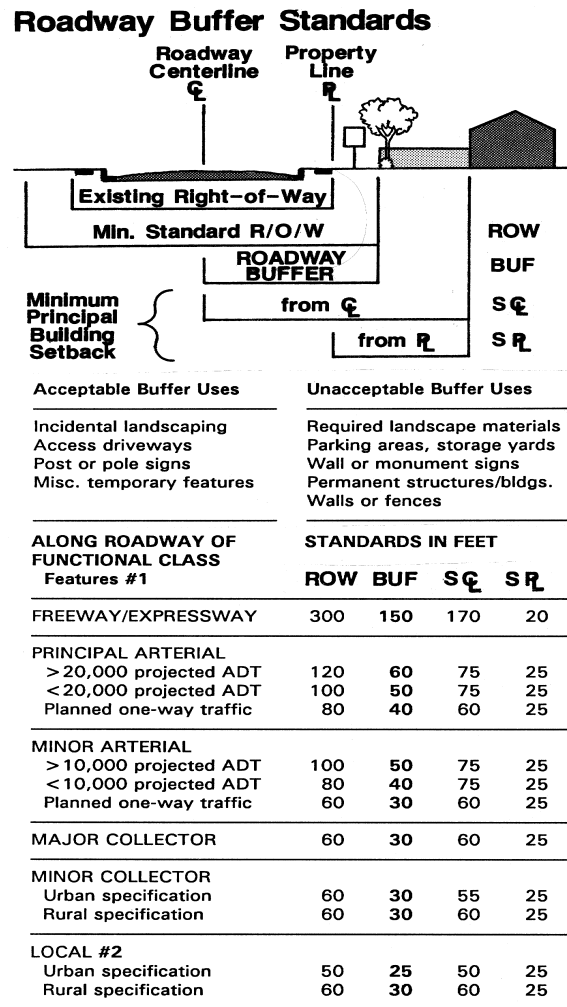 Roadway Buffer Standards
Roadway Centerline ℄
Property Line ⅊
Existing Right-of-Way
Min. Standard R/O/W ROW
ROADWAY BUFFER BUF
Minimum Principal Building Setback
from ℄ S ℄
from ⅊ S ⅊
Acceptable Buffer Uses
Incidental landscaping
Access driveways
Post or pole signs
Misc. temporary features
Unacceptable Buffer Uses
Required landscape materials
Parking areas, storage yards
Wall or monument signs
Permanent structures/bldgs.
Walls or fences
ALONG ROADWAY OF STANDARDS IN FEET
FUNCTIONAL CLASS
Features #1 ROW BUF S ℄ S ⅊
FREEWAY/EXPRESSWAY 300 150 170 20
PRINCIPAL ARTERIAL
>20,000 projected ADT 120 60 75 25
<20,000 projected ADT 100 50 75 25
Planned one-way traffic 80 40 60 25
MINOR ARTERIAL
>10,000 projected ADT 100 50 75 25
<10,000 projected ADT 80 40 75 25
Planned one-way traffic 60 30 60 25
MAJOR COLLECTOR 60 30 60 25
MINOR COLLECTOR
Urban specification 60 30 55 25
Rural specification 60 30 60 25
LOCAL #2
Urban specification 50 25 50 25
Rural specification 60 30 60 25